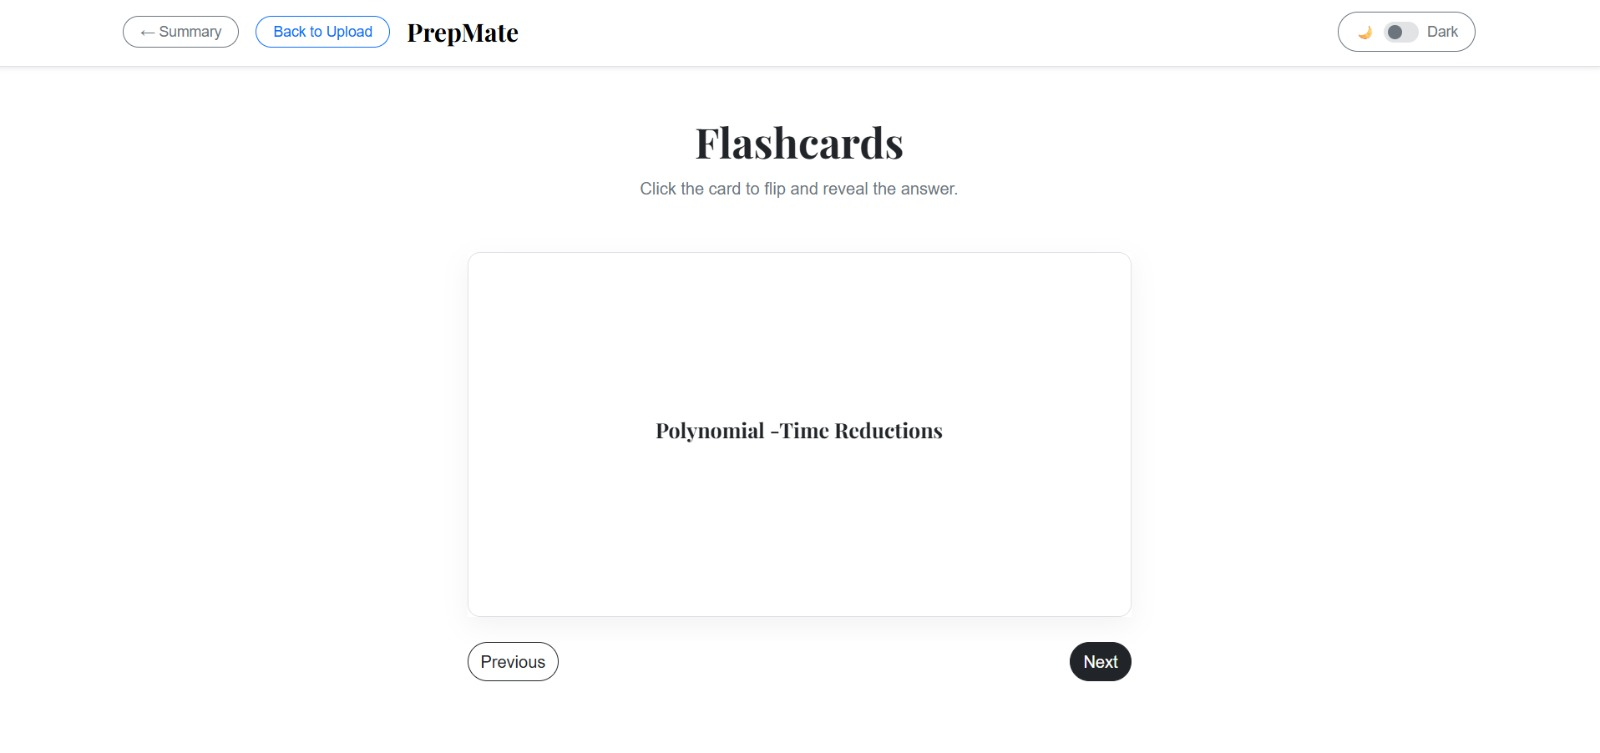 ← Summary
Back to Upload
PrepMate
🌙 Dark
Flashcards
Click the card to flip and reveal the answer.
Polynomial -Time Reductions
Previous
Next